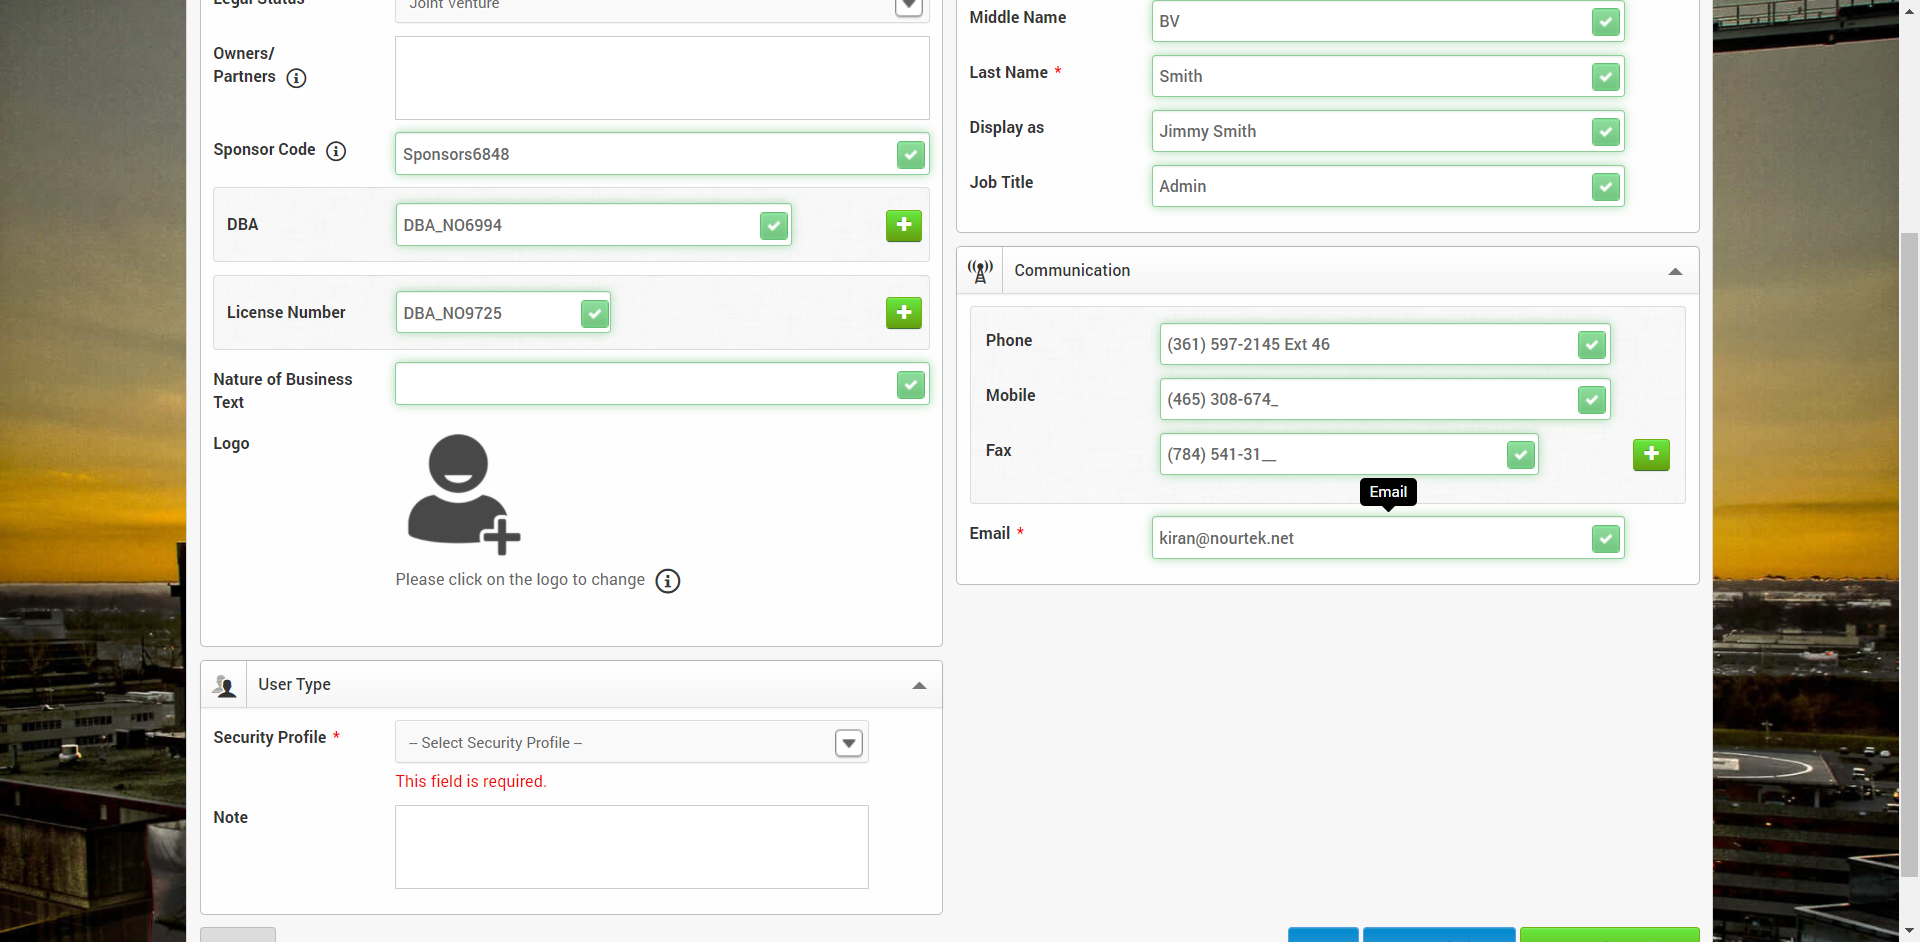 Legal Status
Joint Venture
Owners/
Partners
Sponsor Code
Sponsors6848
DBA
DBA_NO6994
License Number
DBA_NO9725
Nature of Business
Text
Logo
Please click on the logo to change
User Type
Security Profile *
-- Select Security Profile --
This field is required.
Note
Middle Name
BV
Last Name *
Smith
Display as
Jimmy Smith
Job Title
Admin
Communication
Phone
(361) 597-2145 Ext 46
Mobile
(465) 308-674_
Fax
(784) 541-31__
Email
Email *
kiran@nourtek.net